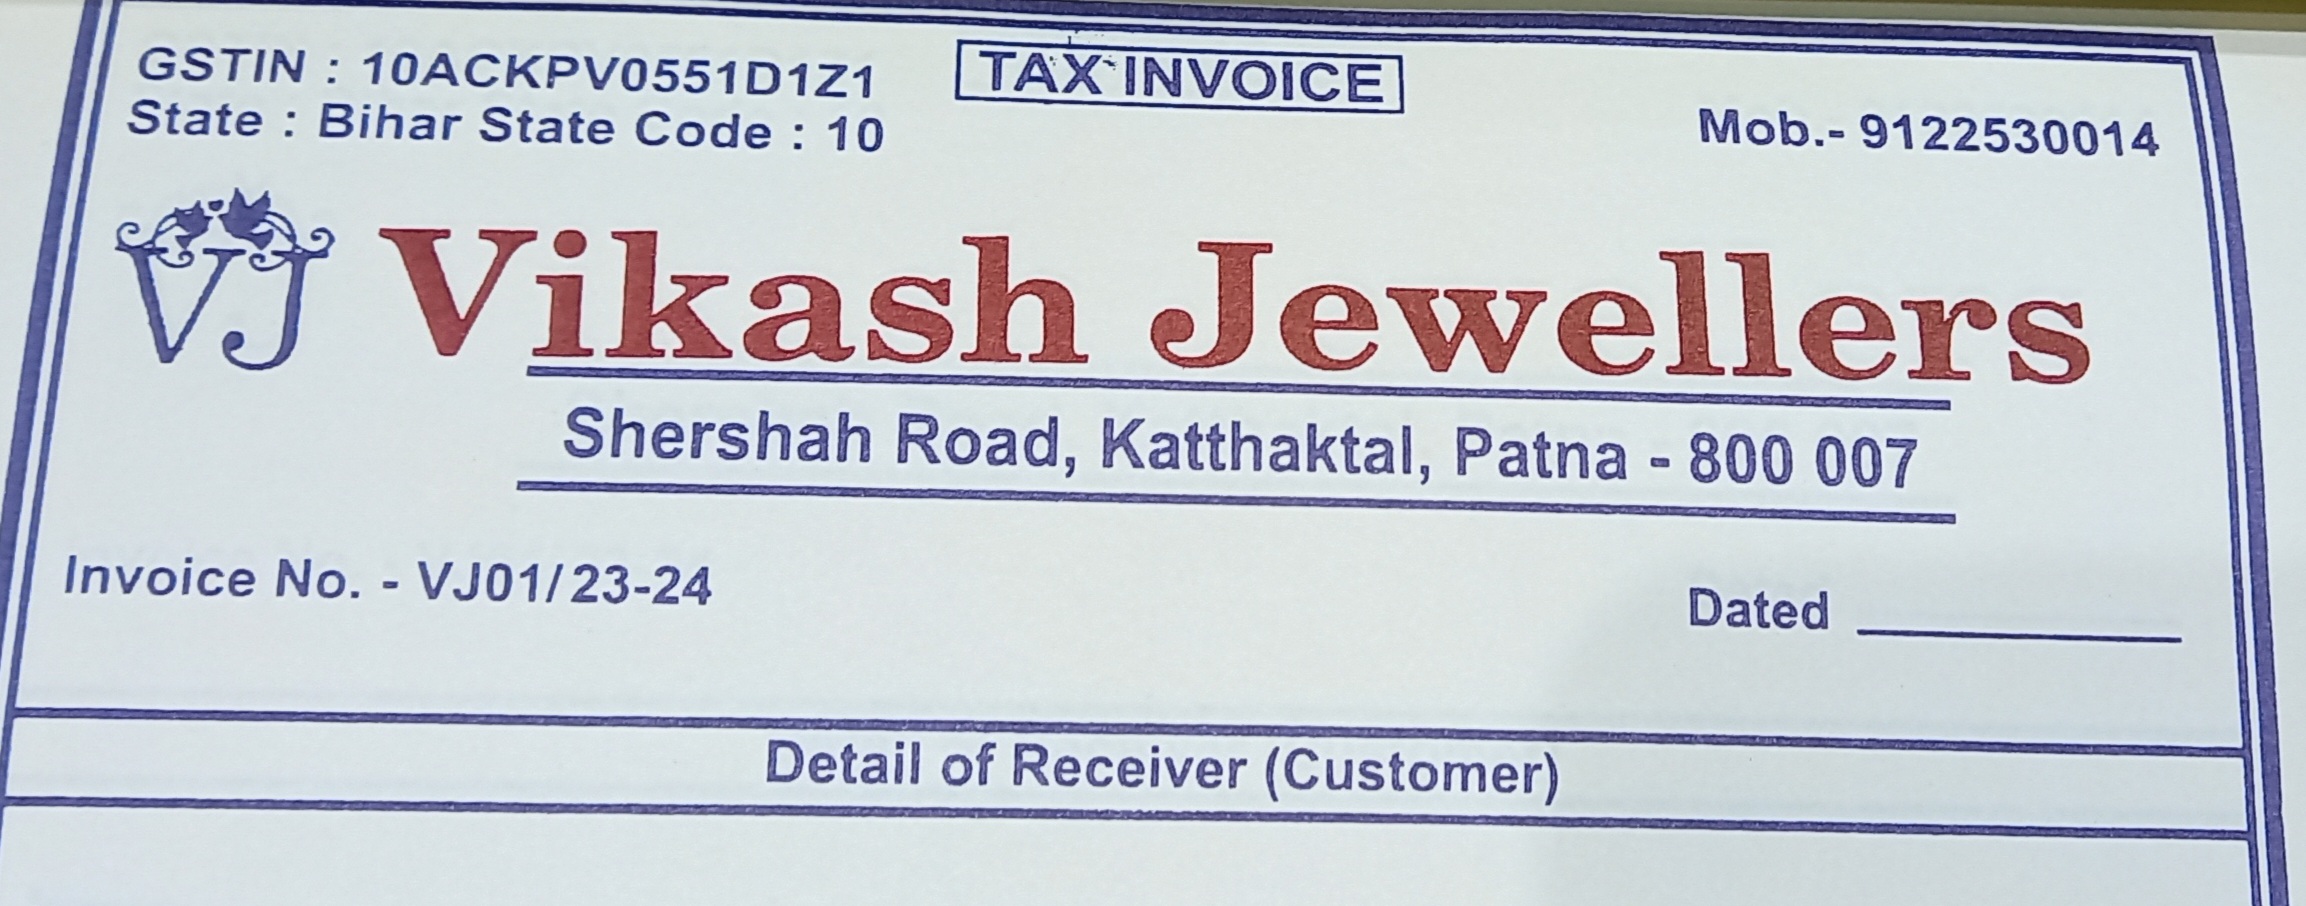 GSTIN : 10ACKPV0551D1Z1
TAX INVOICE
State : Bihar State Code : 10
Mob.- 9122530014
VJ Vikash Jewellers
Shershah Road, Katthaktal, Patna - 800 007
Invoice No. - VJ01/23-24
Dated
Detail of Receiver (Customer)